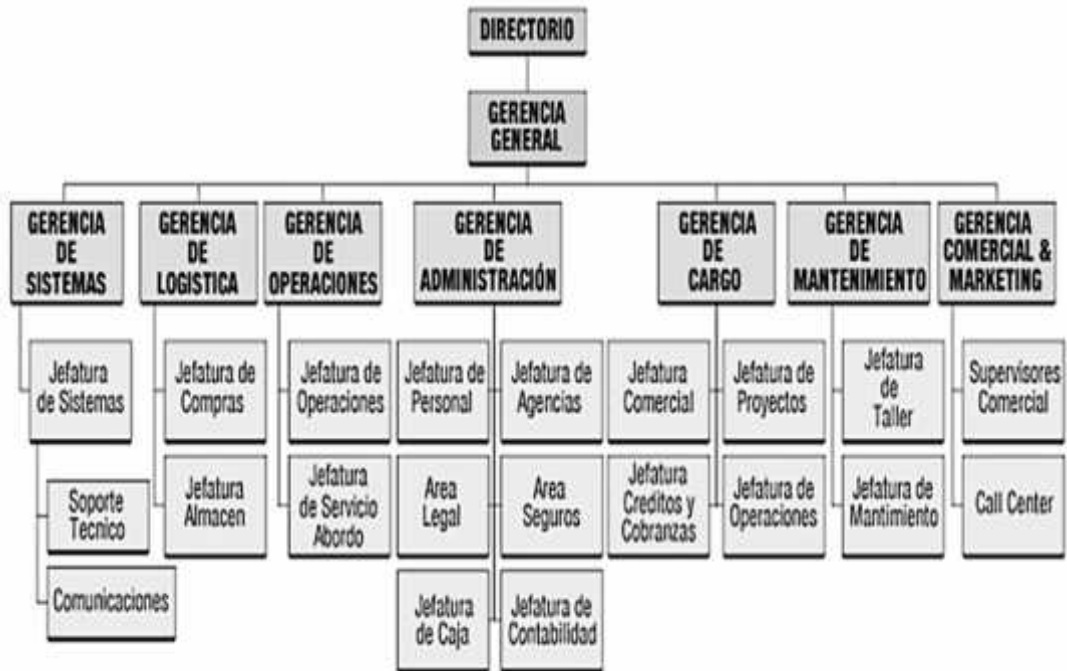 DIRECTORIO
GERENCIA
GENERAL
GERENCIA
DE
SISTEMAS
GERENCIA
DE
LOGISTICA
GERENCIA
DE
OPERACIONES
GERENCIA
DE
ADMINISTRACIÓN
GERENCIA
DE
CARGO
GERENCIA
DE
MANTENIMIENTO
GERENCIA
COMERCIAL &
MARKETING
Jefatura
de Sistemas
Jefatura de
Compras
Jefatura de
Operaciones
Jefatura de
Personal
Jefatura de
Agencias
Jefatura
Comercial
Jefatura de
Proyectos
Jefatura
de
Taller
Supervisores
Comercial
Soporte
Técnico
Jefatura
Almacen
Jefatura
de Servicio
Abordo
Area
Legal
Area
Seguros
Jefatura
Creditos y
Cobranzas
Jefatura de
Operaciones
Jefatura de
Mantimiento
Call Center
Comunicaciones
Jefatura
de Caja
Jefatura de
Contabilidad